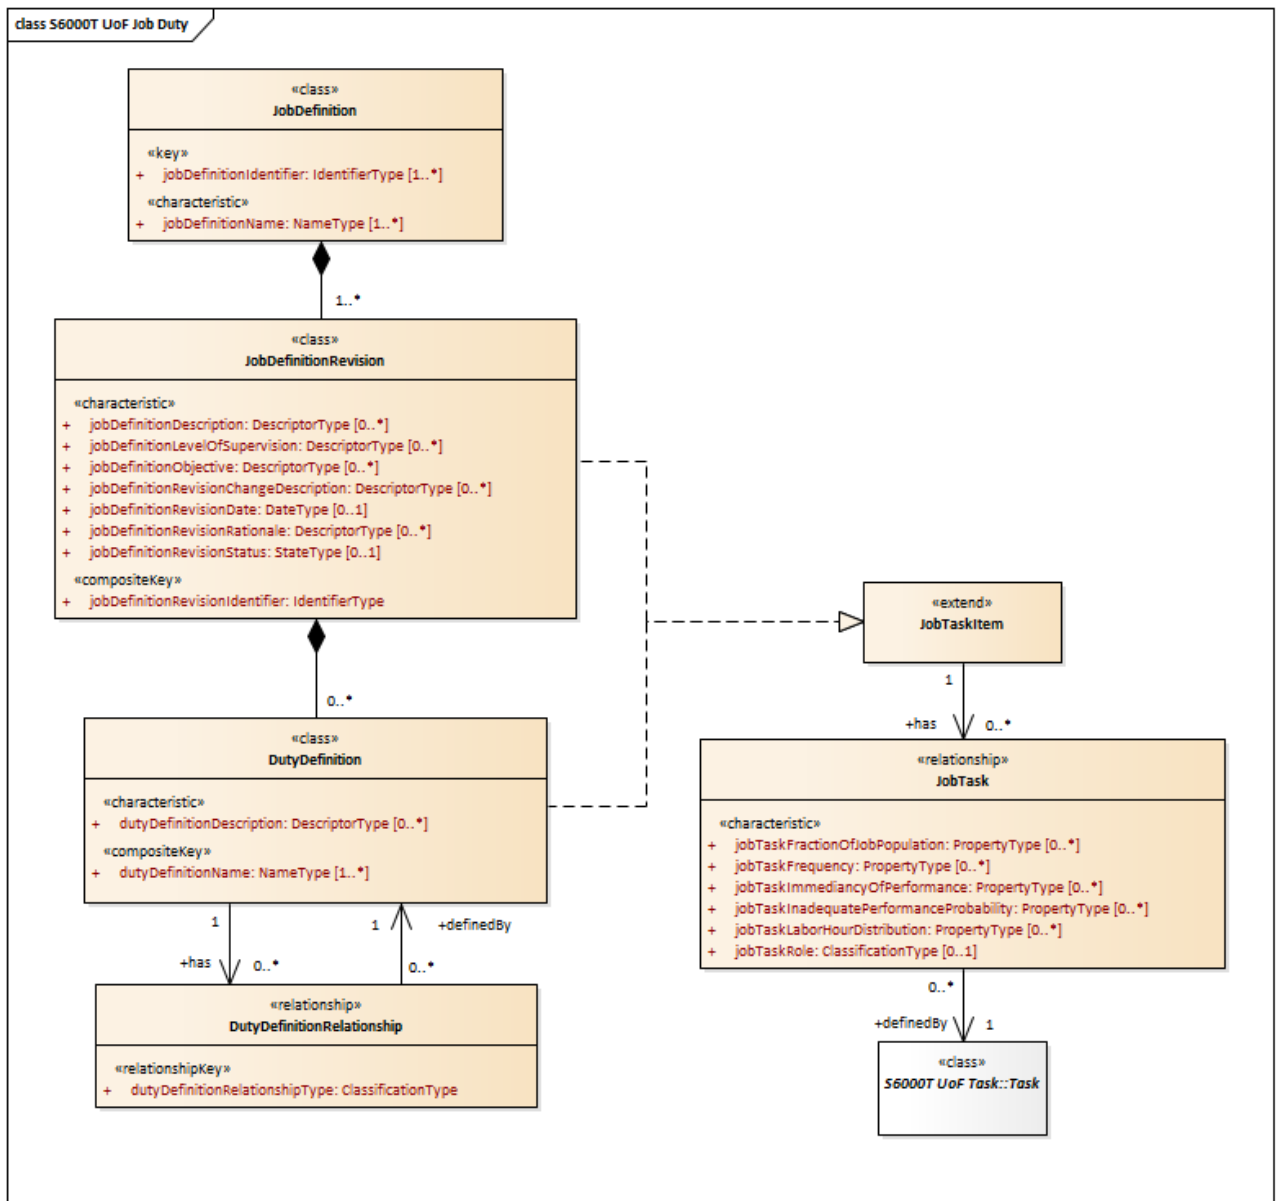 class S6000T UoF Job Duty
«class»
JobDefinition
«key»
+ jobDefinitionIdentifier: IdentifierType [1..*]
«characteristic»
+ jobDefinitionName: NameType [1..*]
1..*
«class»
JobDefinitionRevision
«characteristic»
+ jobDefinitionDescription: DescriptorType [0..*]
+ jobDefinitionLevelOfSupervision: DescriptorType [0..*]
+ jobDefinitionObjective: DescriptorType [0..*]
+ jobDefinitionRevisionChangeDescription: DescriptorType [0..*]
+ jobDefinitionRevisionDate: DateType [0..1]
+ jobDefinitionRevisionRationale: DescriptorType [0..*]
+ jobDefinitionRevisionStatus: StateType [0..1]
«compositeKey»
+ jobDefinitionRevisionIdentifier: IdentifierType
0..*
«class»
DutyDefinition
«characteristic»
+ dutyDefinitionDescription: DescriptorType [0..*]
«compositeKey»
+ dutyDefinitionName: NameType [1..*]
1
+has
0..*
1
+definedBy
0..*
«relationship»
DutyDefinitionRelationship
«relationshipKey»
+ dutyDefinitionRelationshipType: ClassificationType
«extend»
JobTaskItem
1
+has
0..*
«relationship»
JobTask
«characteristic»
+ jobTaskFractionOfJobPopulation: PropertyType [0..*]
+ jobTaskFrequency: PropertyType [0..*]
+ jobTaskImmediancyOfPerformance: PropertyType [0..*]
+ jobTaskInadequatePerformanceProbability: PropertyType [0..*]
+ jobTaskLaborHourDistribution: PropertyType [0..*]
+ jobTaskRole: ClassificationType [0..1]
0..*
+definedBy
1
«class»
S6000T UoF Task::Task